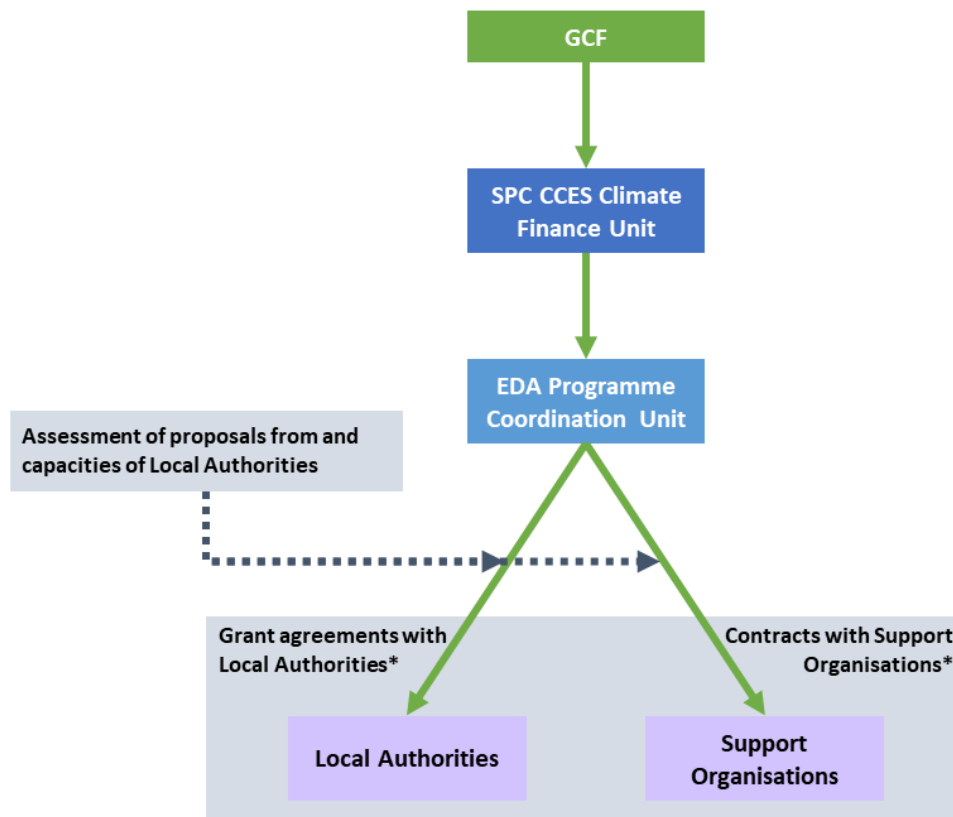 GCF
SPC CCES Climate
Finance Unit
EDA Programme
Coordination Unit
Assessment of proposals from and
capacities of Local Authorities
Grant agreements with
Local Authorities*
Contracts with Support
Organisations*
Local Authorities
Support
Organisations